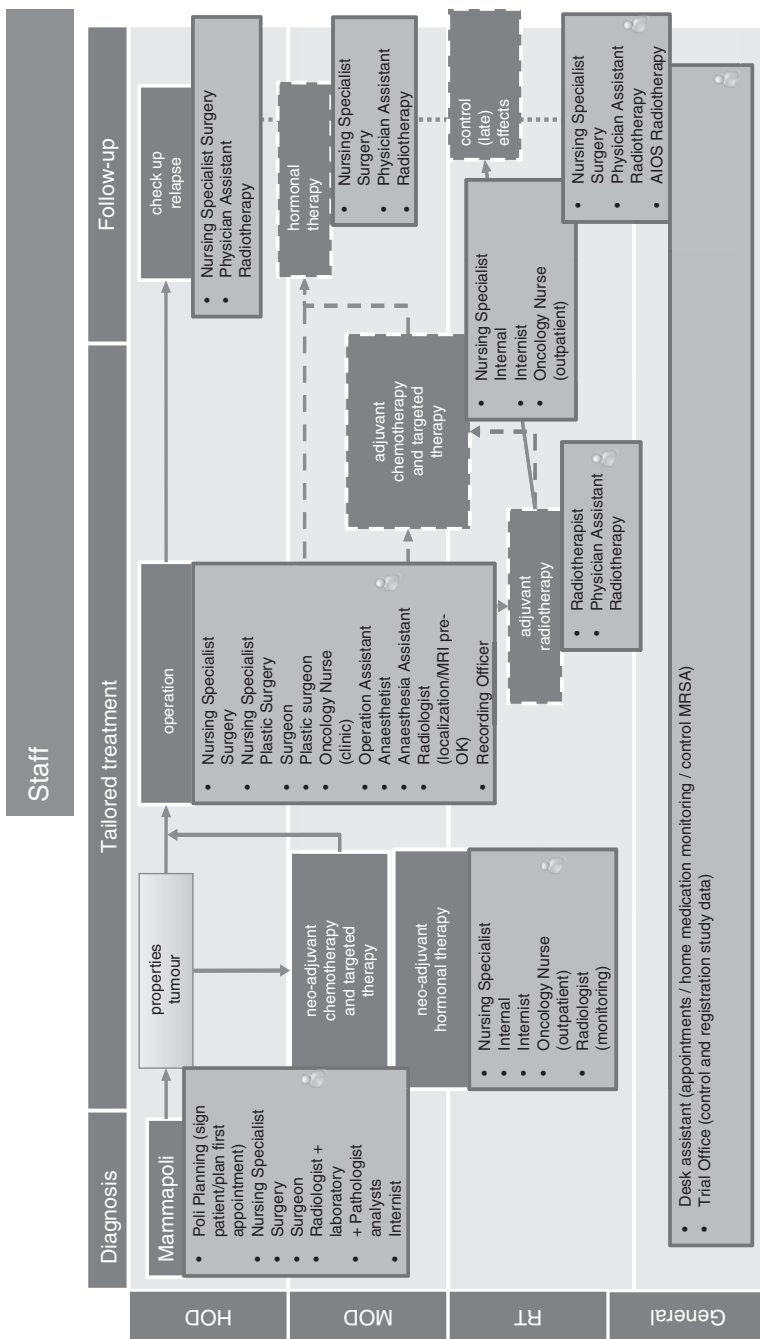 Staff
Diagnosis
Tailored treatment
Follow-up
HOD
MOD
RT
General
Mammapoli
• Poli Planning (sign
patient/plan first
appointment)
• Nursing Specialist
• Surgery
• Surgeon
• Radiologist +
laboratory
• + Pathologist
analysts
• Internist
properties
tumour
neo-adjuvant
chemotherapy
and targeted
therapy
neo-adjuvant
hormonal therapy
• Nursing Specialist
• Internal
• Internist
• Oncology Nurse
(outpatient)
• Radiologist
(monitoring)
operation
• Nursing Specialist
Surgery
• Nursing Specialist
Plastic Surgery
• Surgeon
• Plastic surgeon
• Oncology Nurse
(clinic)
• Operation Assistant
• Anaesthetist
• Anaesthesia Assistant
• Radiologist
(localization/MRI pre-
OK)
• Recording Officer
adjuvant
radiotherapy
• Radiotherapist
• Physician Assistant
Radiotherapy
adjuvant
chemotherapy
and targeted
therapy
• Nursing Specialist
Internal
• Internist
• Oncology Nurse
(outpatient)
check up
relapse
• Nursing Specialist Surgery
• Physician Assistant
Radiotherapy
hormonal
therapy
• Nursing Specialist
Surgery
• Physician Assistant
• Radiotherapy
control
(late)
effects
• Nursing Specialist
Surgery
• Physician Assistant
Radiotherapy
• AIOS Radiotherapy
• Desk assistant (appointments / home medication monitoring / control MRSA)
• Trial Office (control and registration study data)